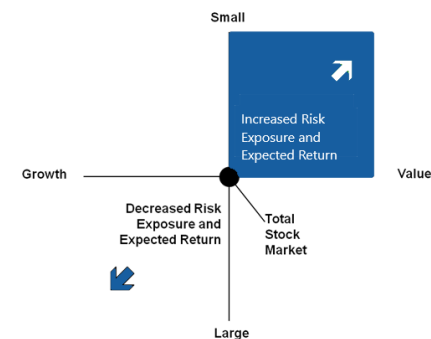 Small
Increased Risk
Exposure and
Expected Return
Growth
Value
Decreased Risk
Exposure and
Expected Return
Total
Stock
Market
Large